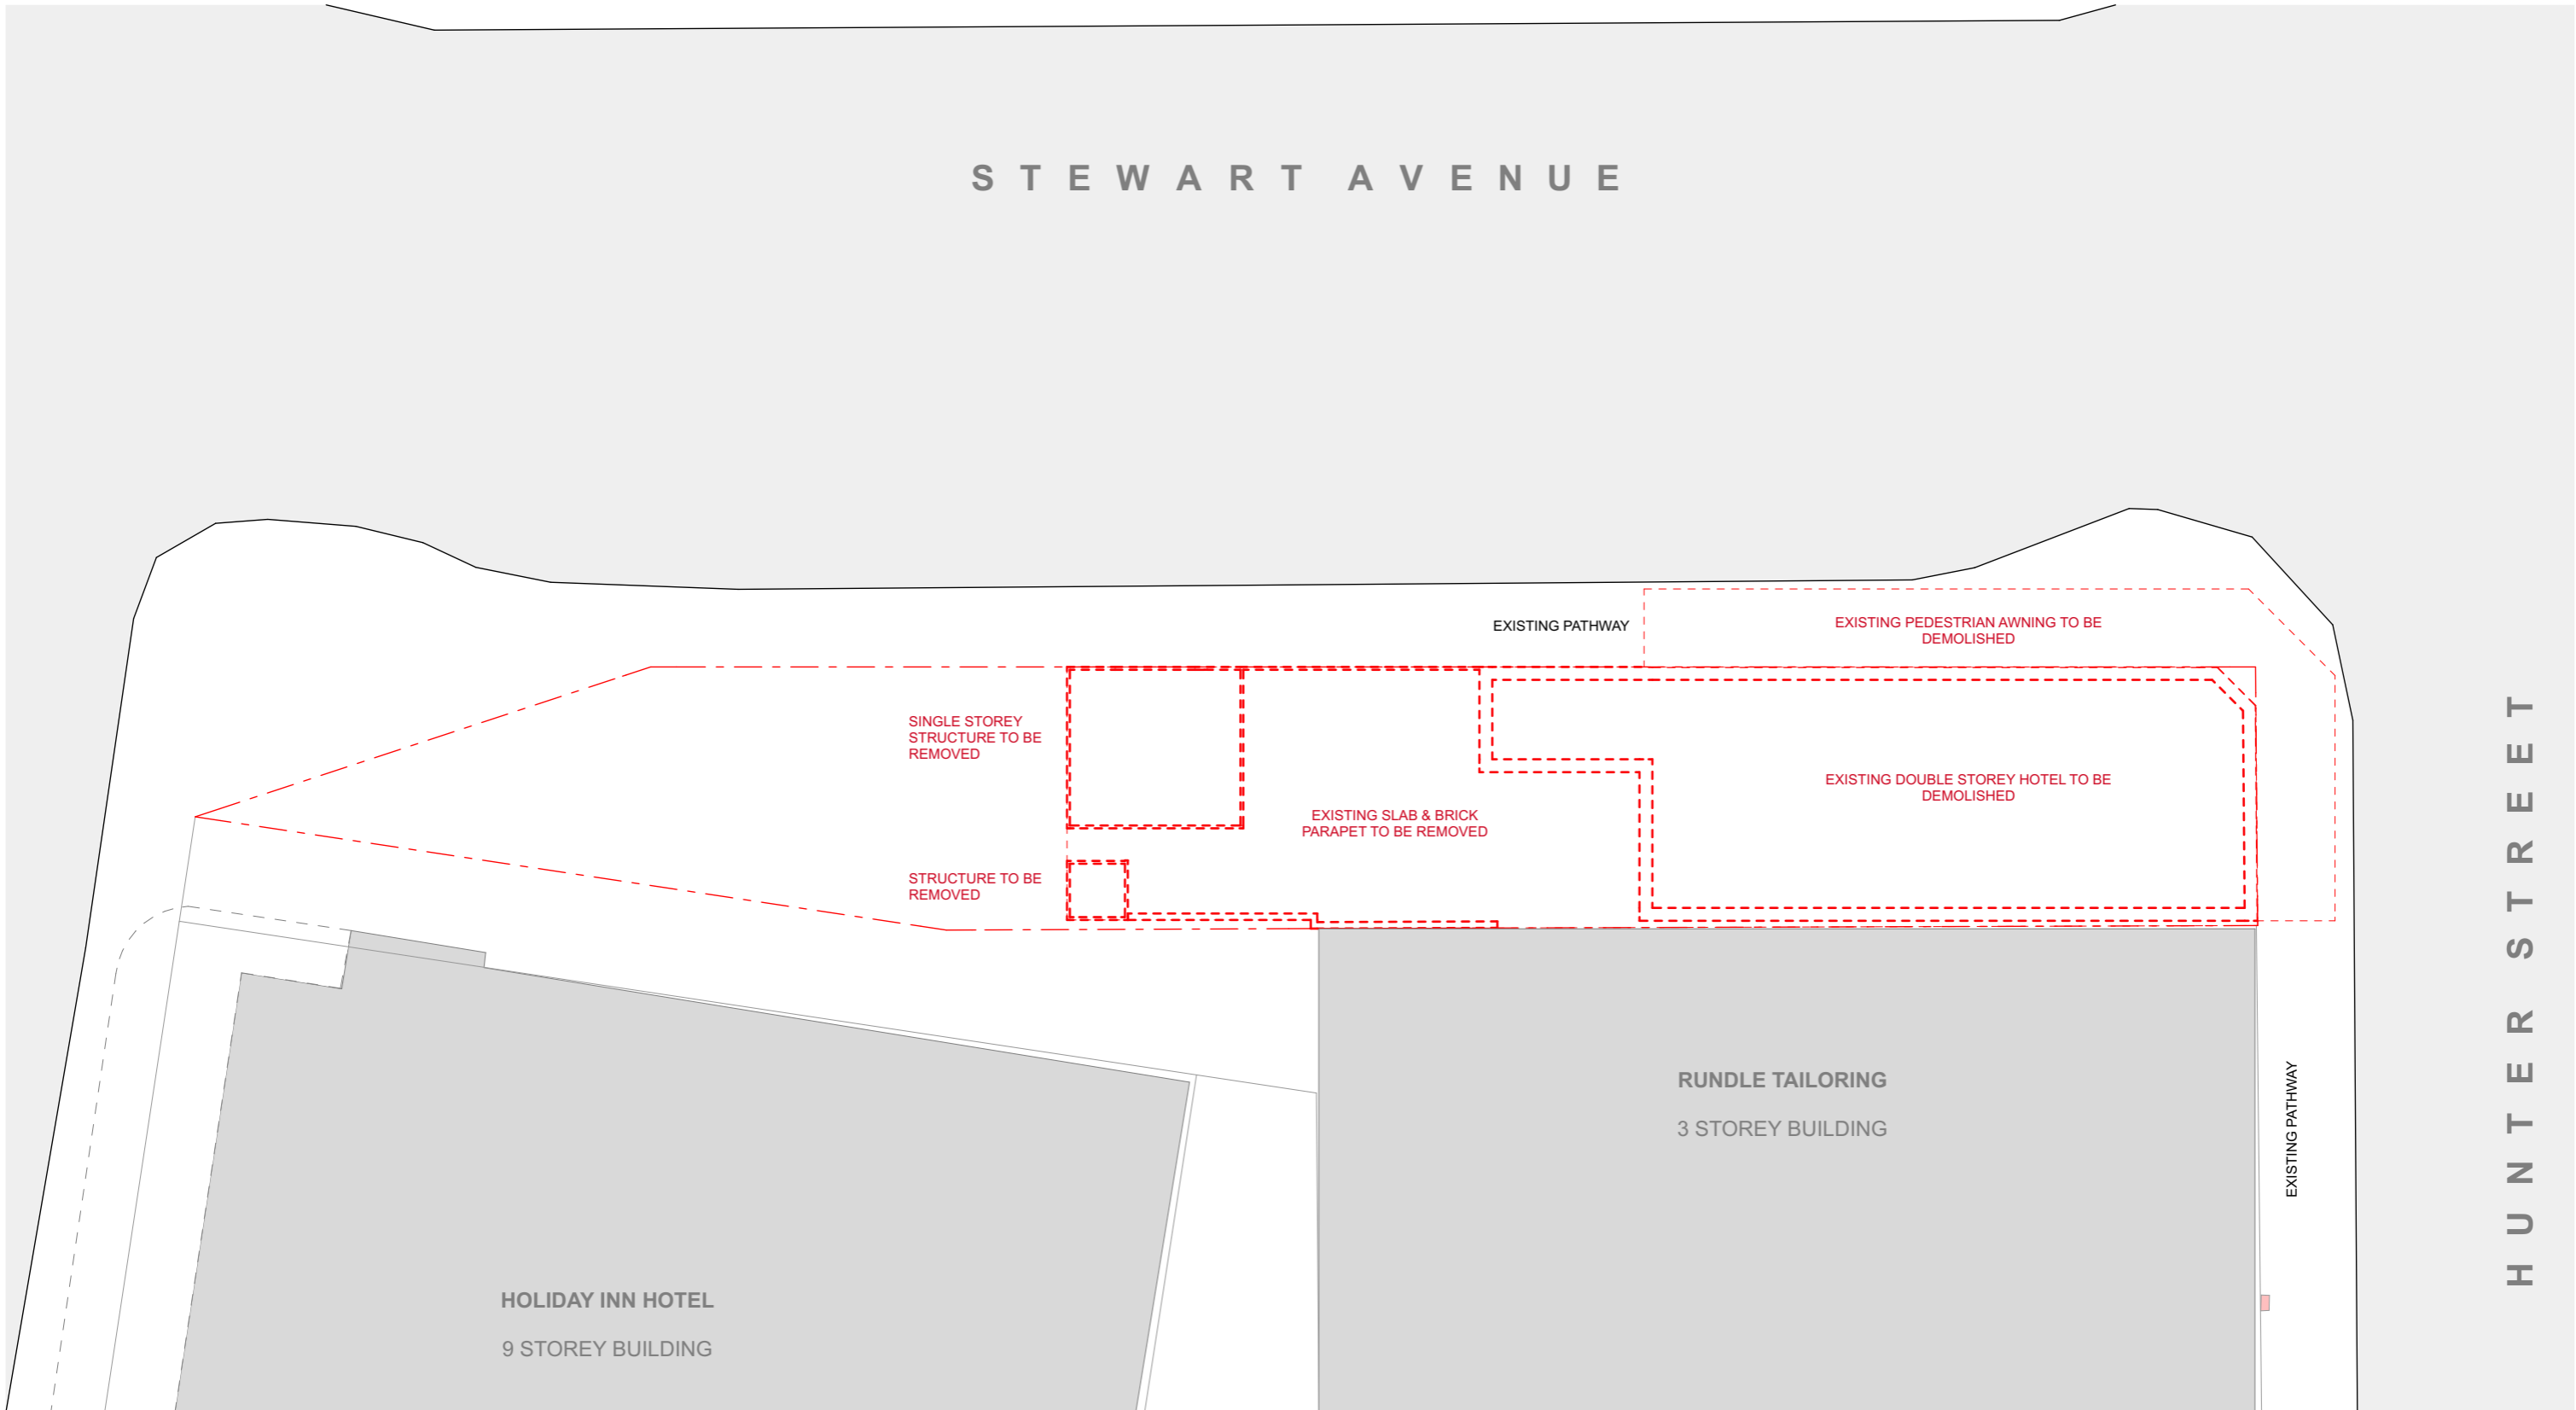 STEWART AVENUE
EXISTING PATHWAY
EXISTING PEDESTRIAN AWNING TO BE
DEMOLISHED
SINGLE STOREY
STRUCTURE TO BE
REMOVED
EXISTING DOUBLE STOREY HOTEL TO BE
DEMOLISHED
EXISTING SLAB & BRICK
PARAPET TO BE REMOVED
STRUCTURE TO BE
REMOVED
HUNTER STREET
RUNDLE TAILORING
3 STOREY BUILDING
EXISTING PATHWAY
HOLIDAY INN HOTEL
9 STOREY BUILDING